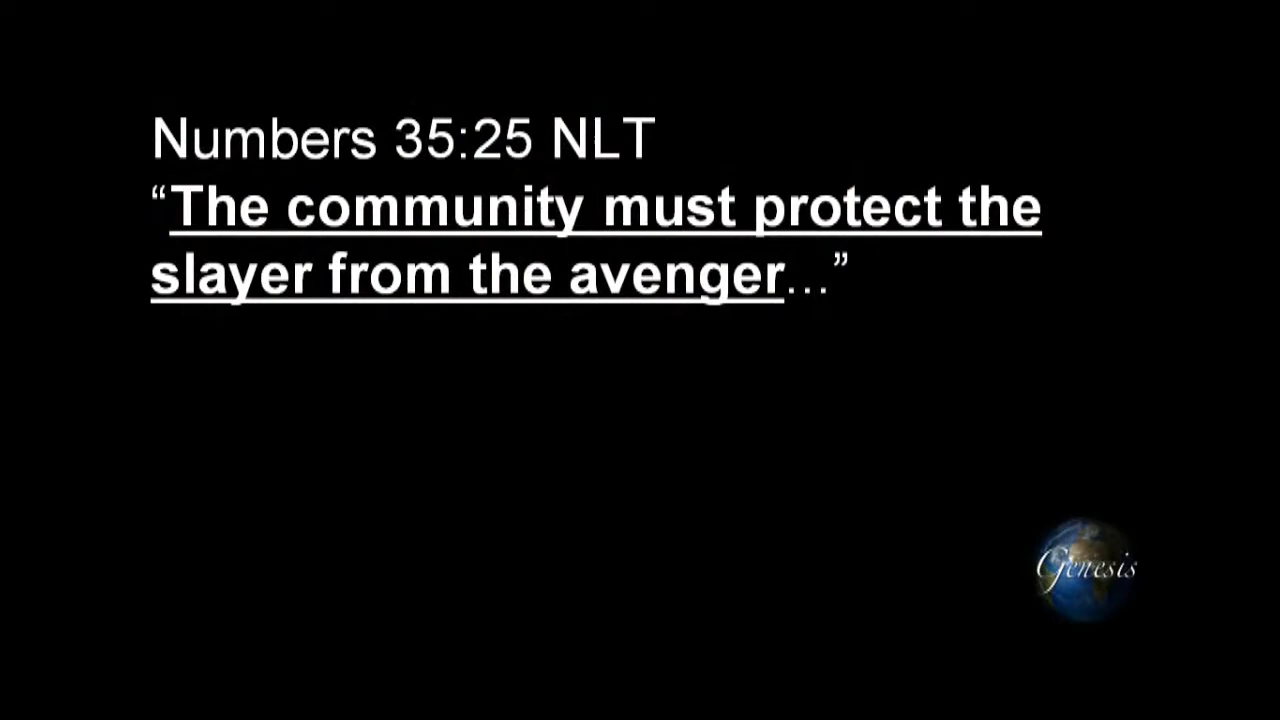 Numbers 35:25 NLT
“The community must protect the
slayer from the avenger...”
Genesis